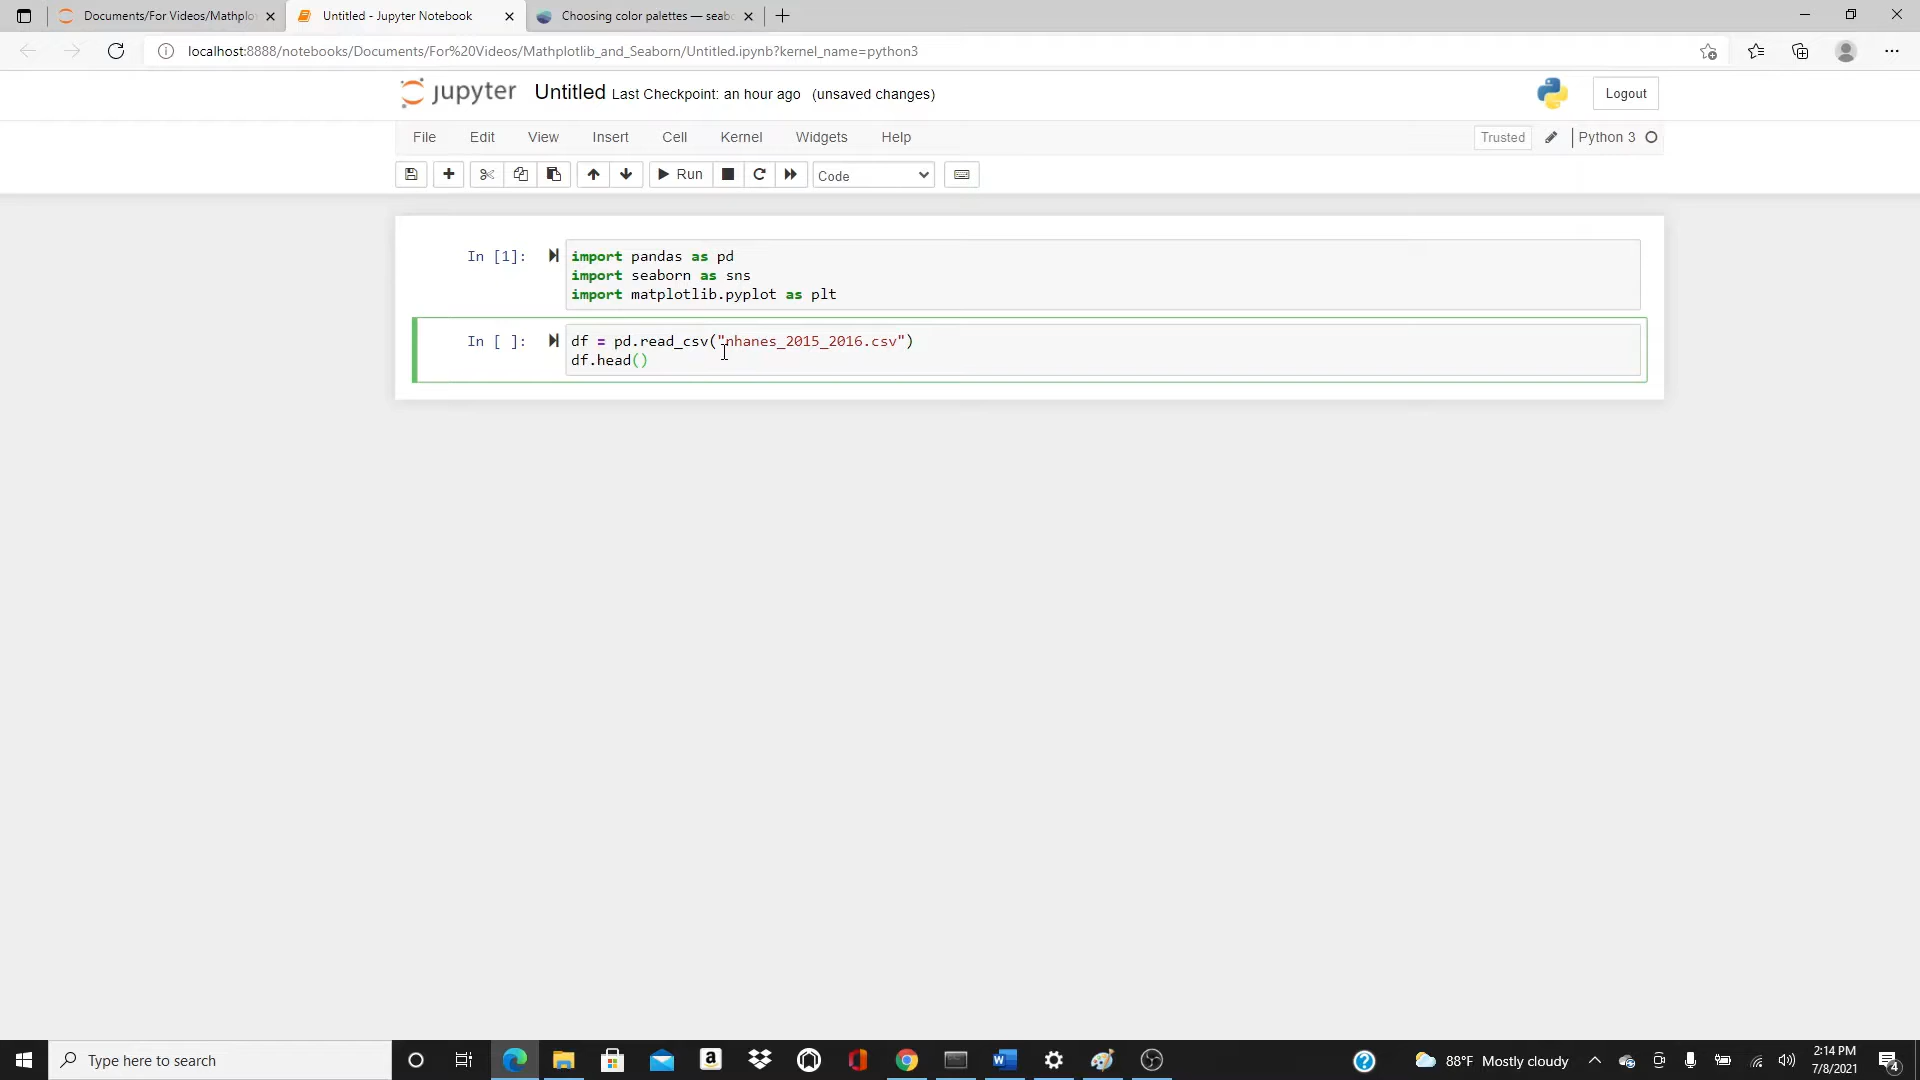 Documents/For Videos/Mathplo
Untitled - Jupyter Notebook
Choosing color palettes — seab
localhost:8888/notebooks/Documents/For%20Videos/Mathplotlib_and_Seaborn/Untitled.ipynb?kernel_name=python3
jupyter Untitled Last Checkpoint: an hour ago (unsaved changes)
Logout
File Edit View Insert Cell Kernel Widgets Help
Trusted Python 3
Run Code
In [1]: import pandas as pd
import seaborn as sns
import matplotlib.pyplot as plt
In [ ]: df = pd.read_csv("nhanes_2015_2016.csv")
df.head()
Type here to search
88°F Mostly cloudy
2:14 PM
7/8/2021
4